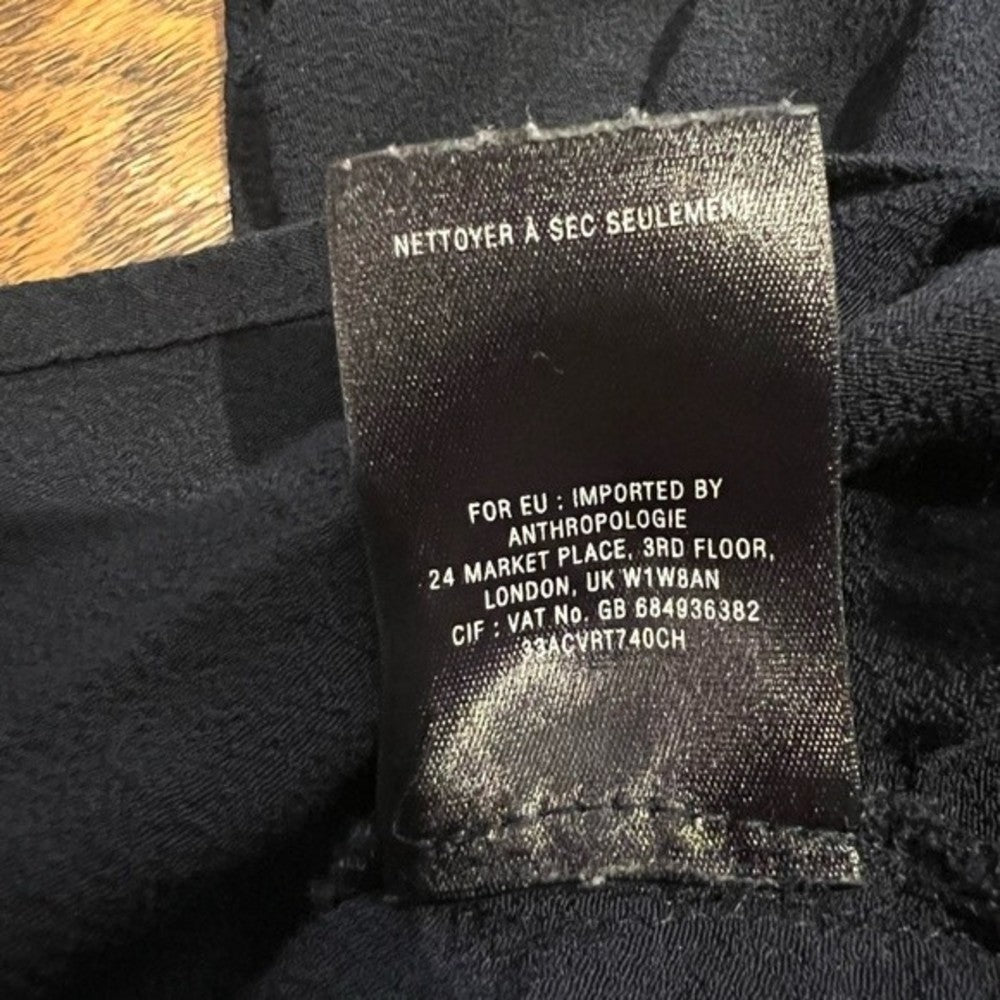 NETTOYER À SEC SEULEMENT
FOR EU : IMPORTED BY
ANTHROPOLOGIE
24 MARKET PLACE, 3RD FLOOR,
LONDON, UK W1W8AN
CIF : VAT No. GB 684936382
33ACVRT740CH